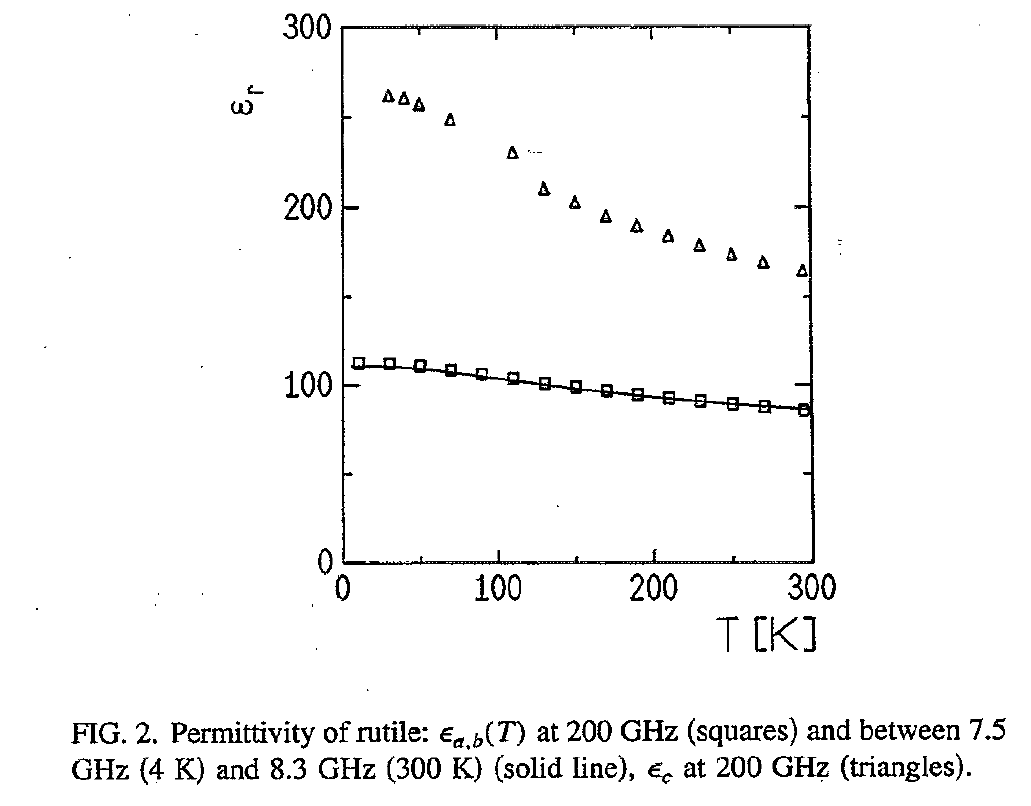 300
εr
200
100
0
0 100 200 300
T [K]
FIG. 2. Permittivity of rutile: ϵa,b(T) at 200 GHz (squares) and between 7.5
GHz (4 K) and 8.3 GHz (300 K) (solid line), ϵc at 200 GHz (triangles).